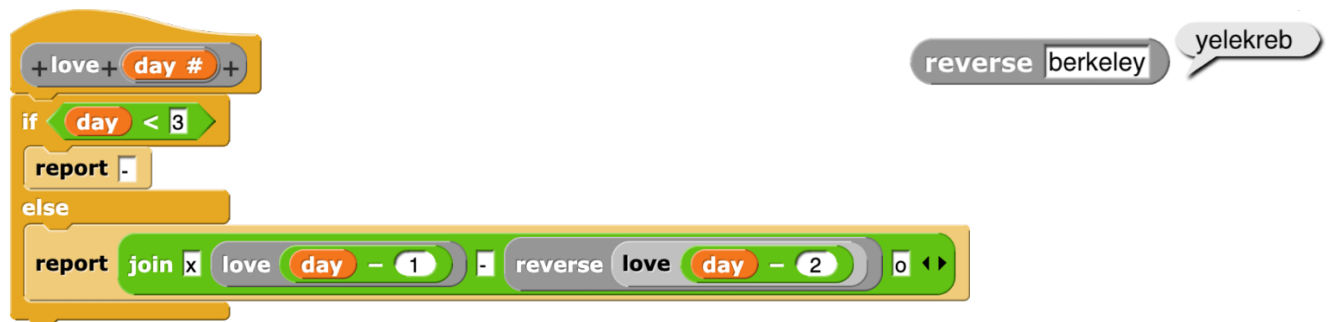 +love+ day # +
if day < 3
report -
else
report join x love day - 1 - reverse love day - 2 o
reverse berkeley
yelekreb